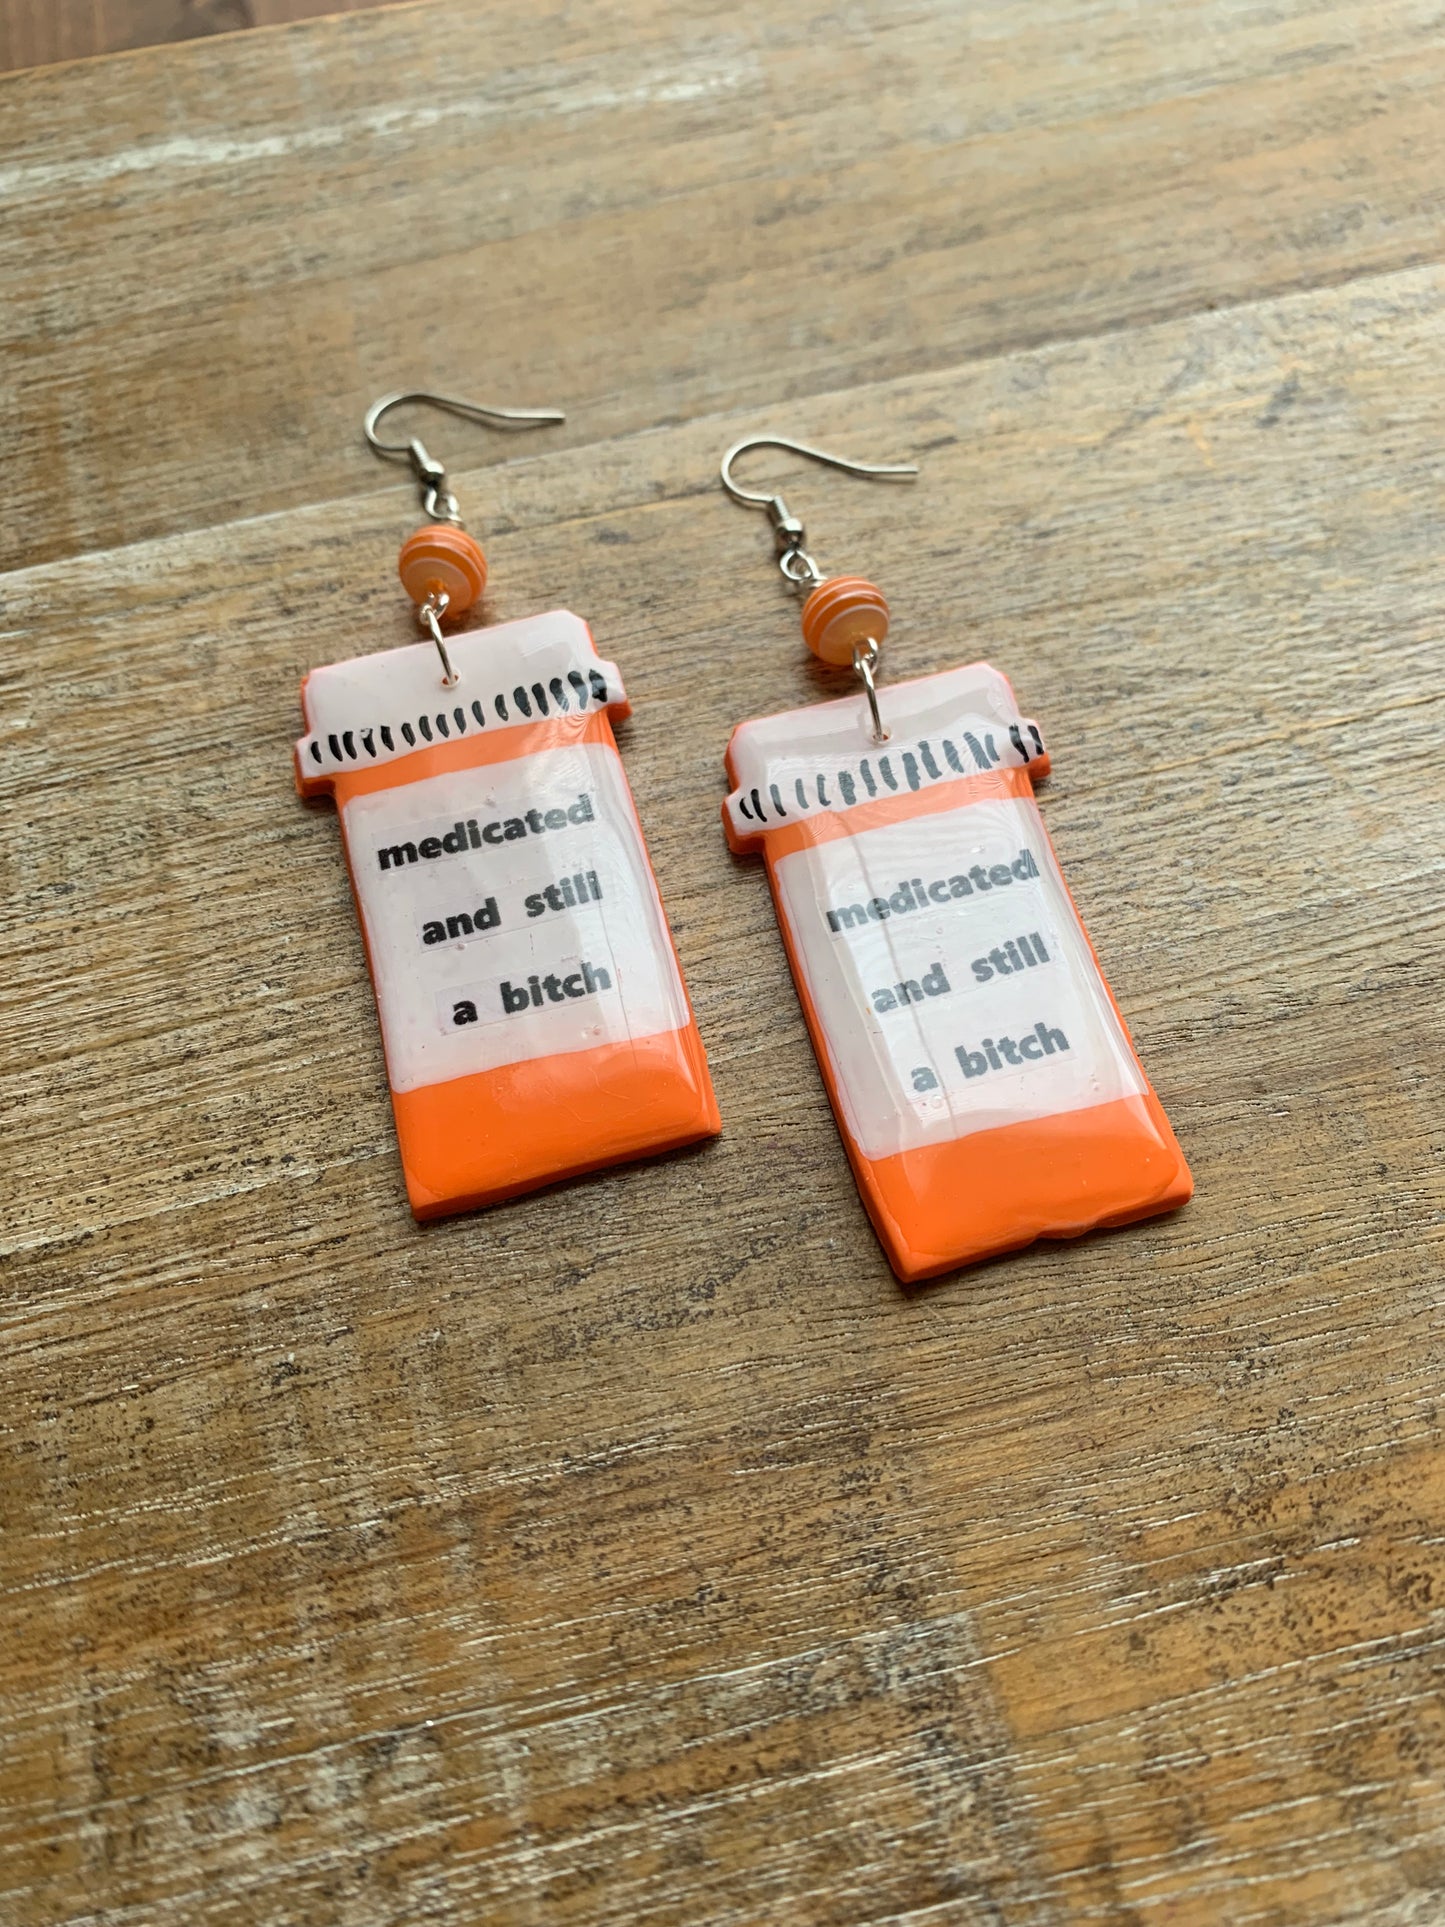 medicated
and still
a bitch
medicated
and still
a bitch